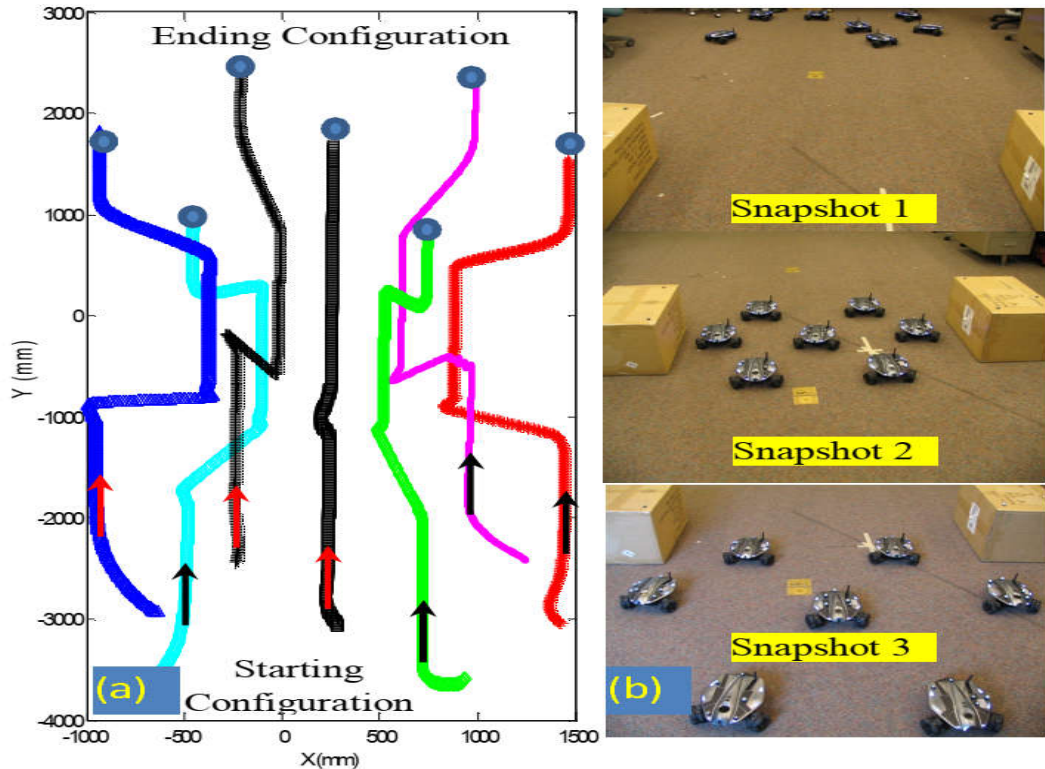 Ending Configuration
3000
2000
1000
0
-1000
-2000
-3000
-4000
Y (mm)
Starting
Configuration
(a)
-1000
-500
0
500
1000
1500
X(mm)
Snapshot 1
Snapshot 2
Snapshot 3
(b)